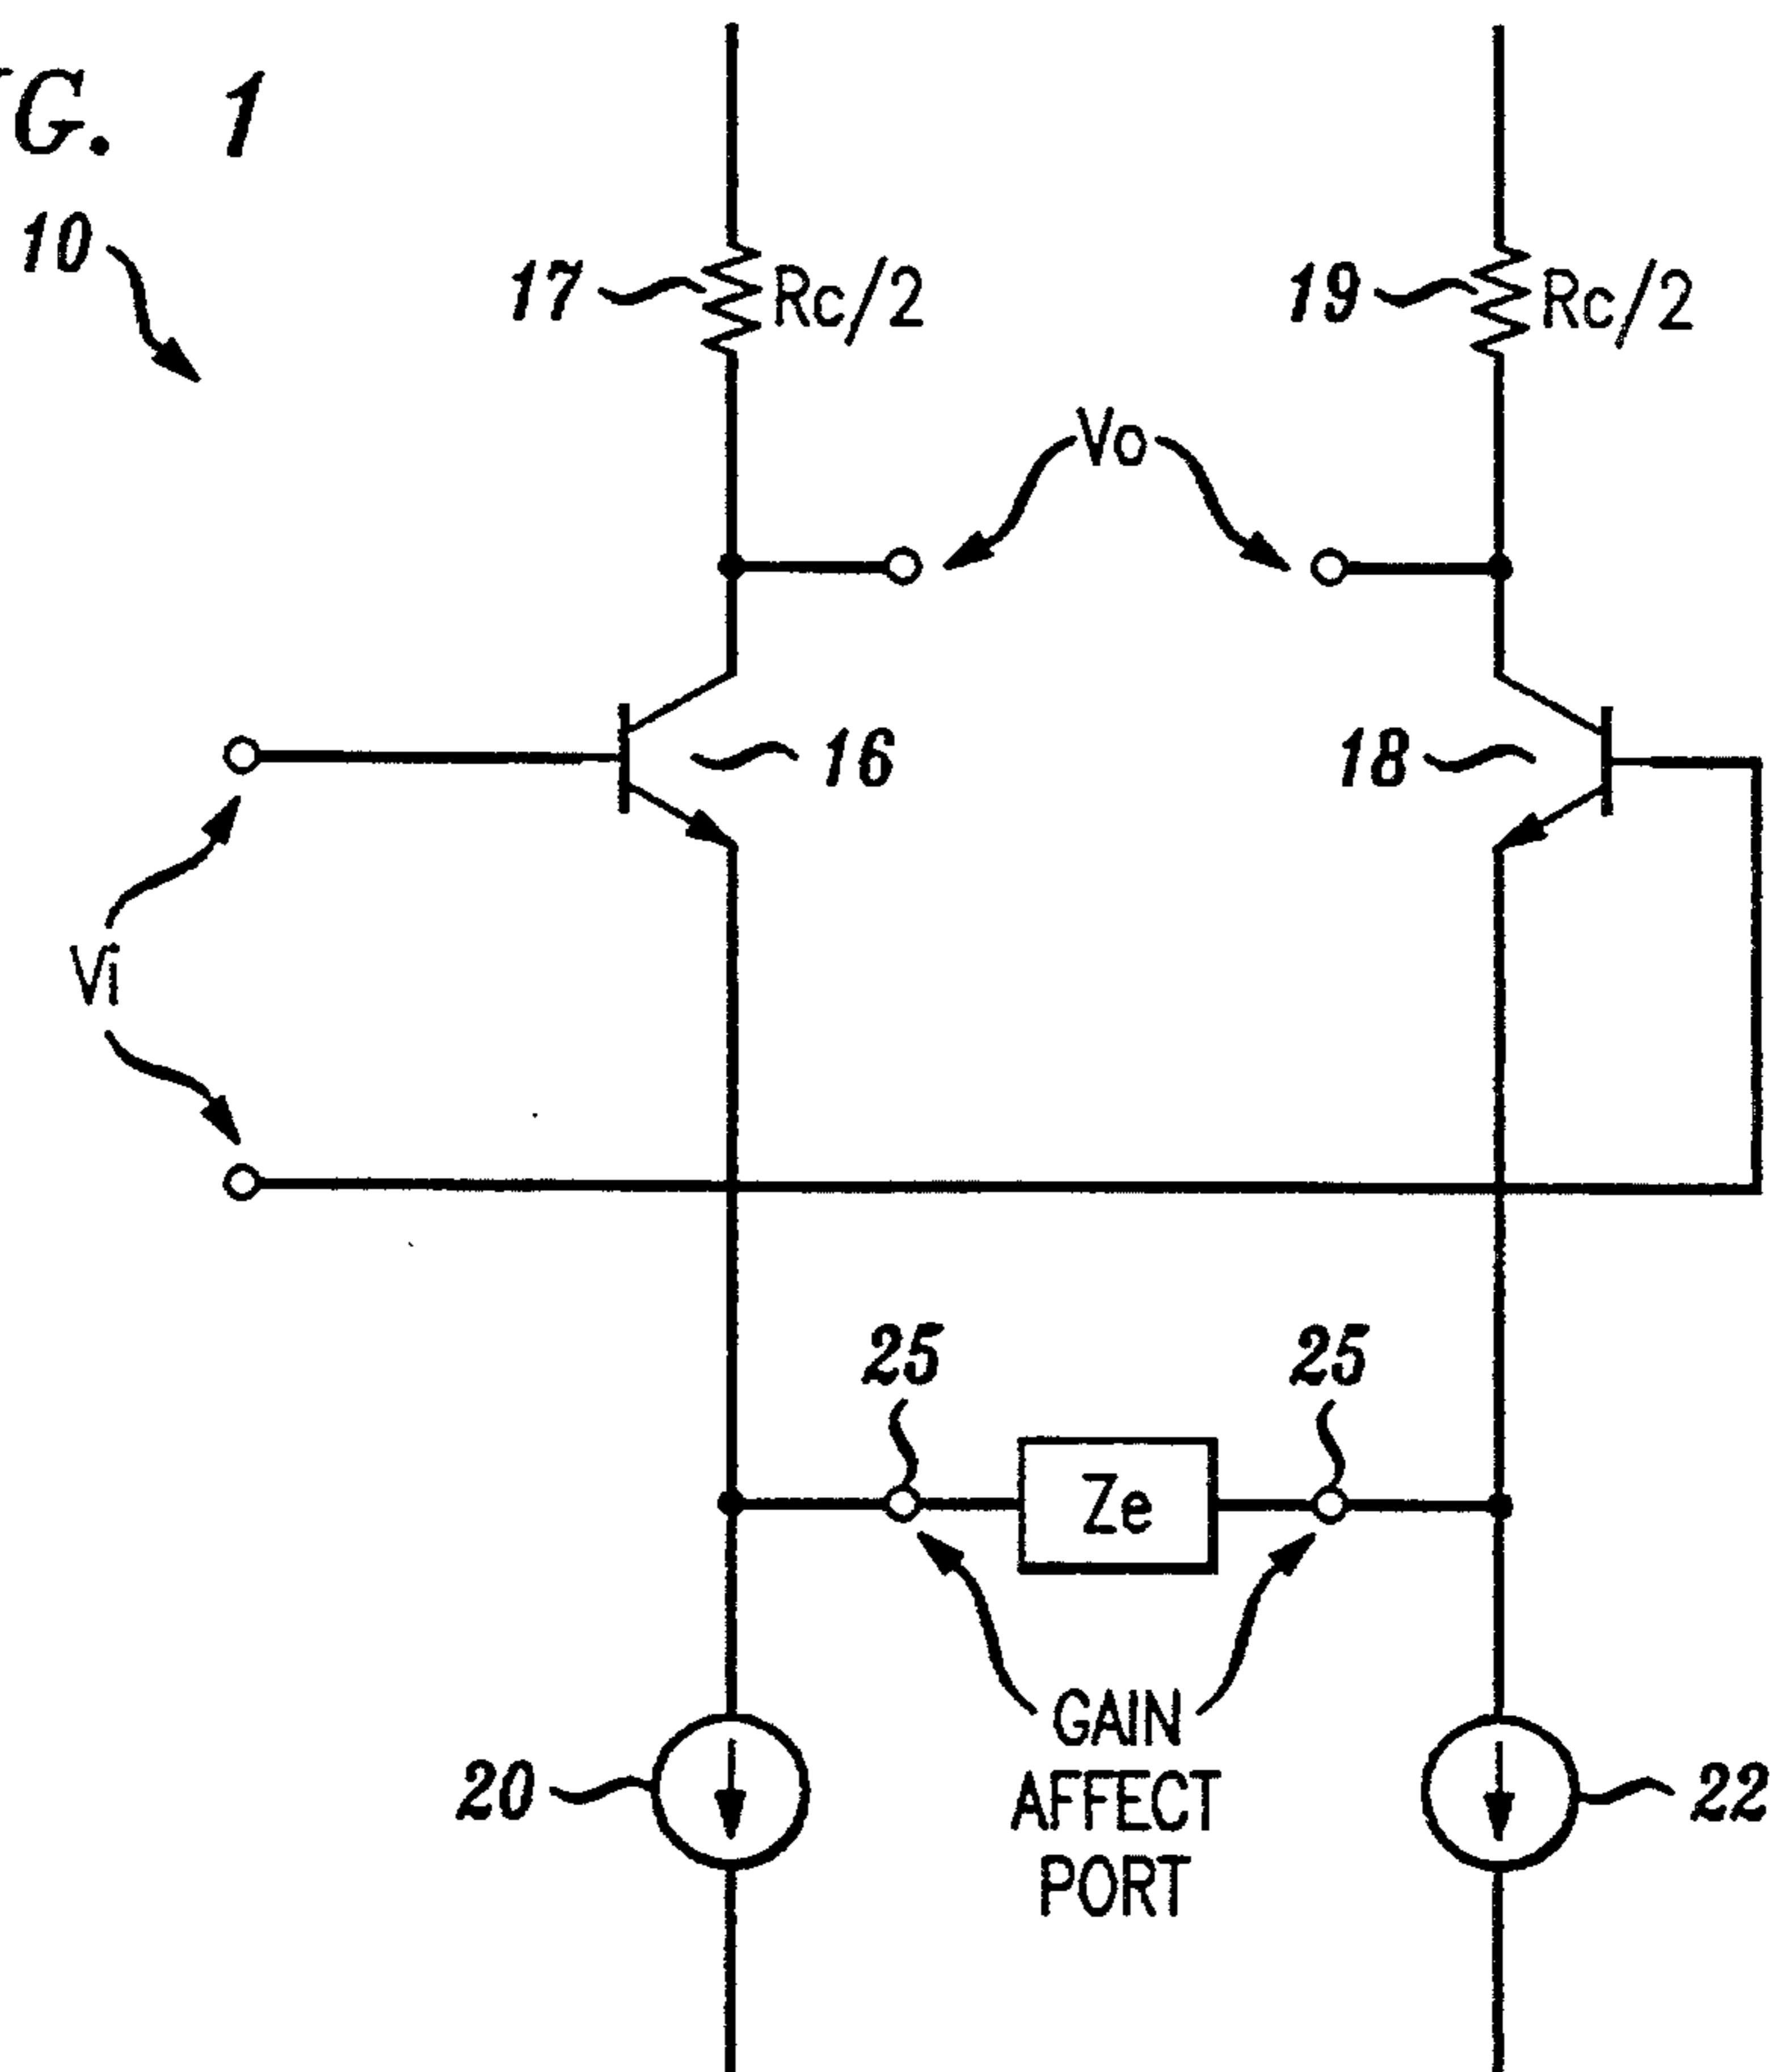 G. 1
10
17
Rc/2
19
Rc/2
Vo
16
18
Vi
25
25
Ze
GAIN
AFFECT
PORT
20
22